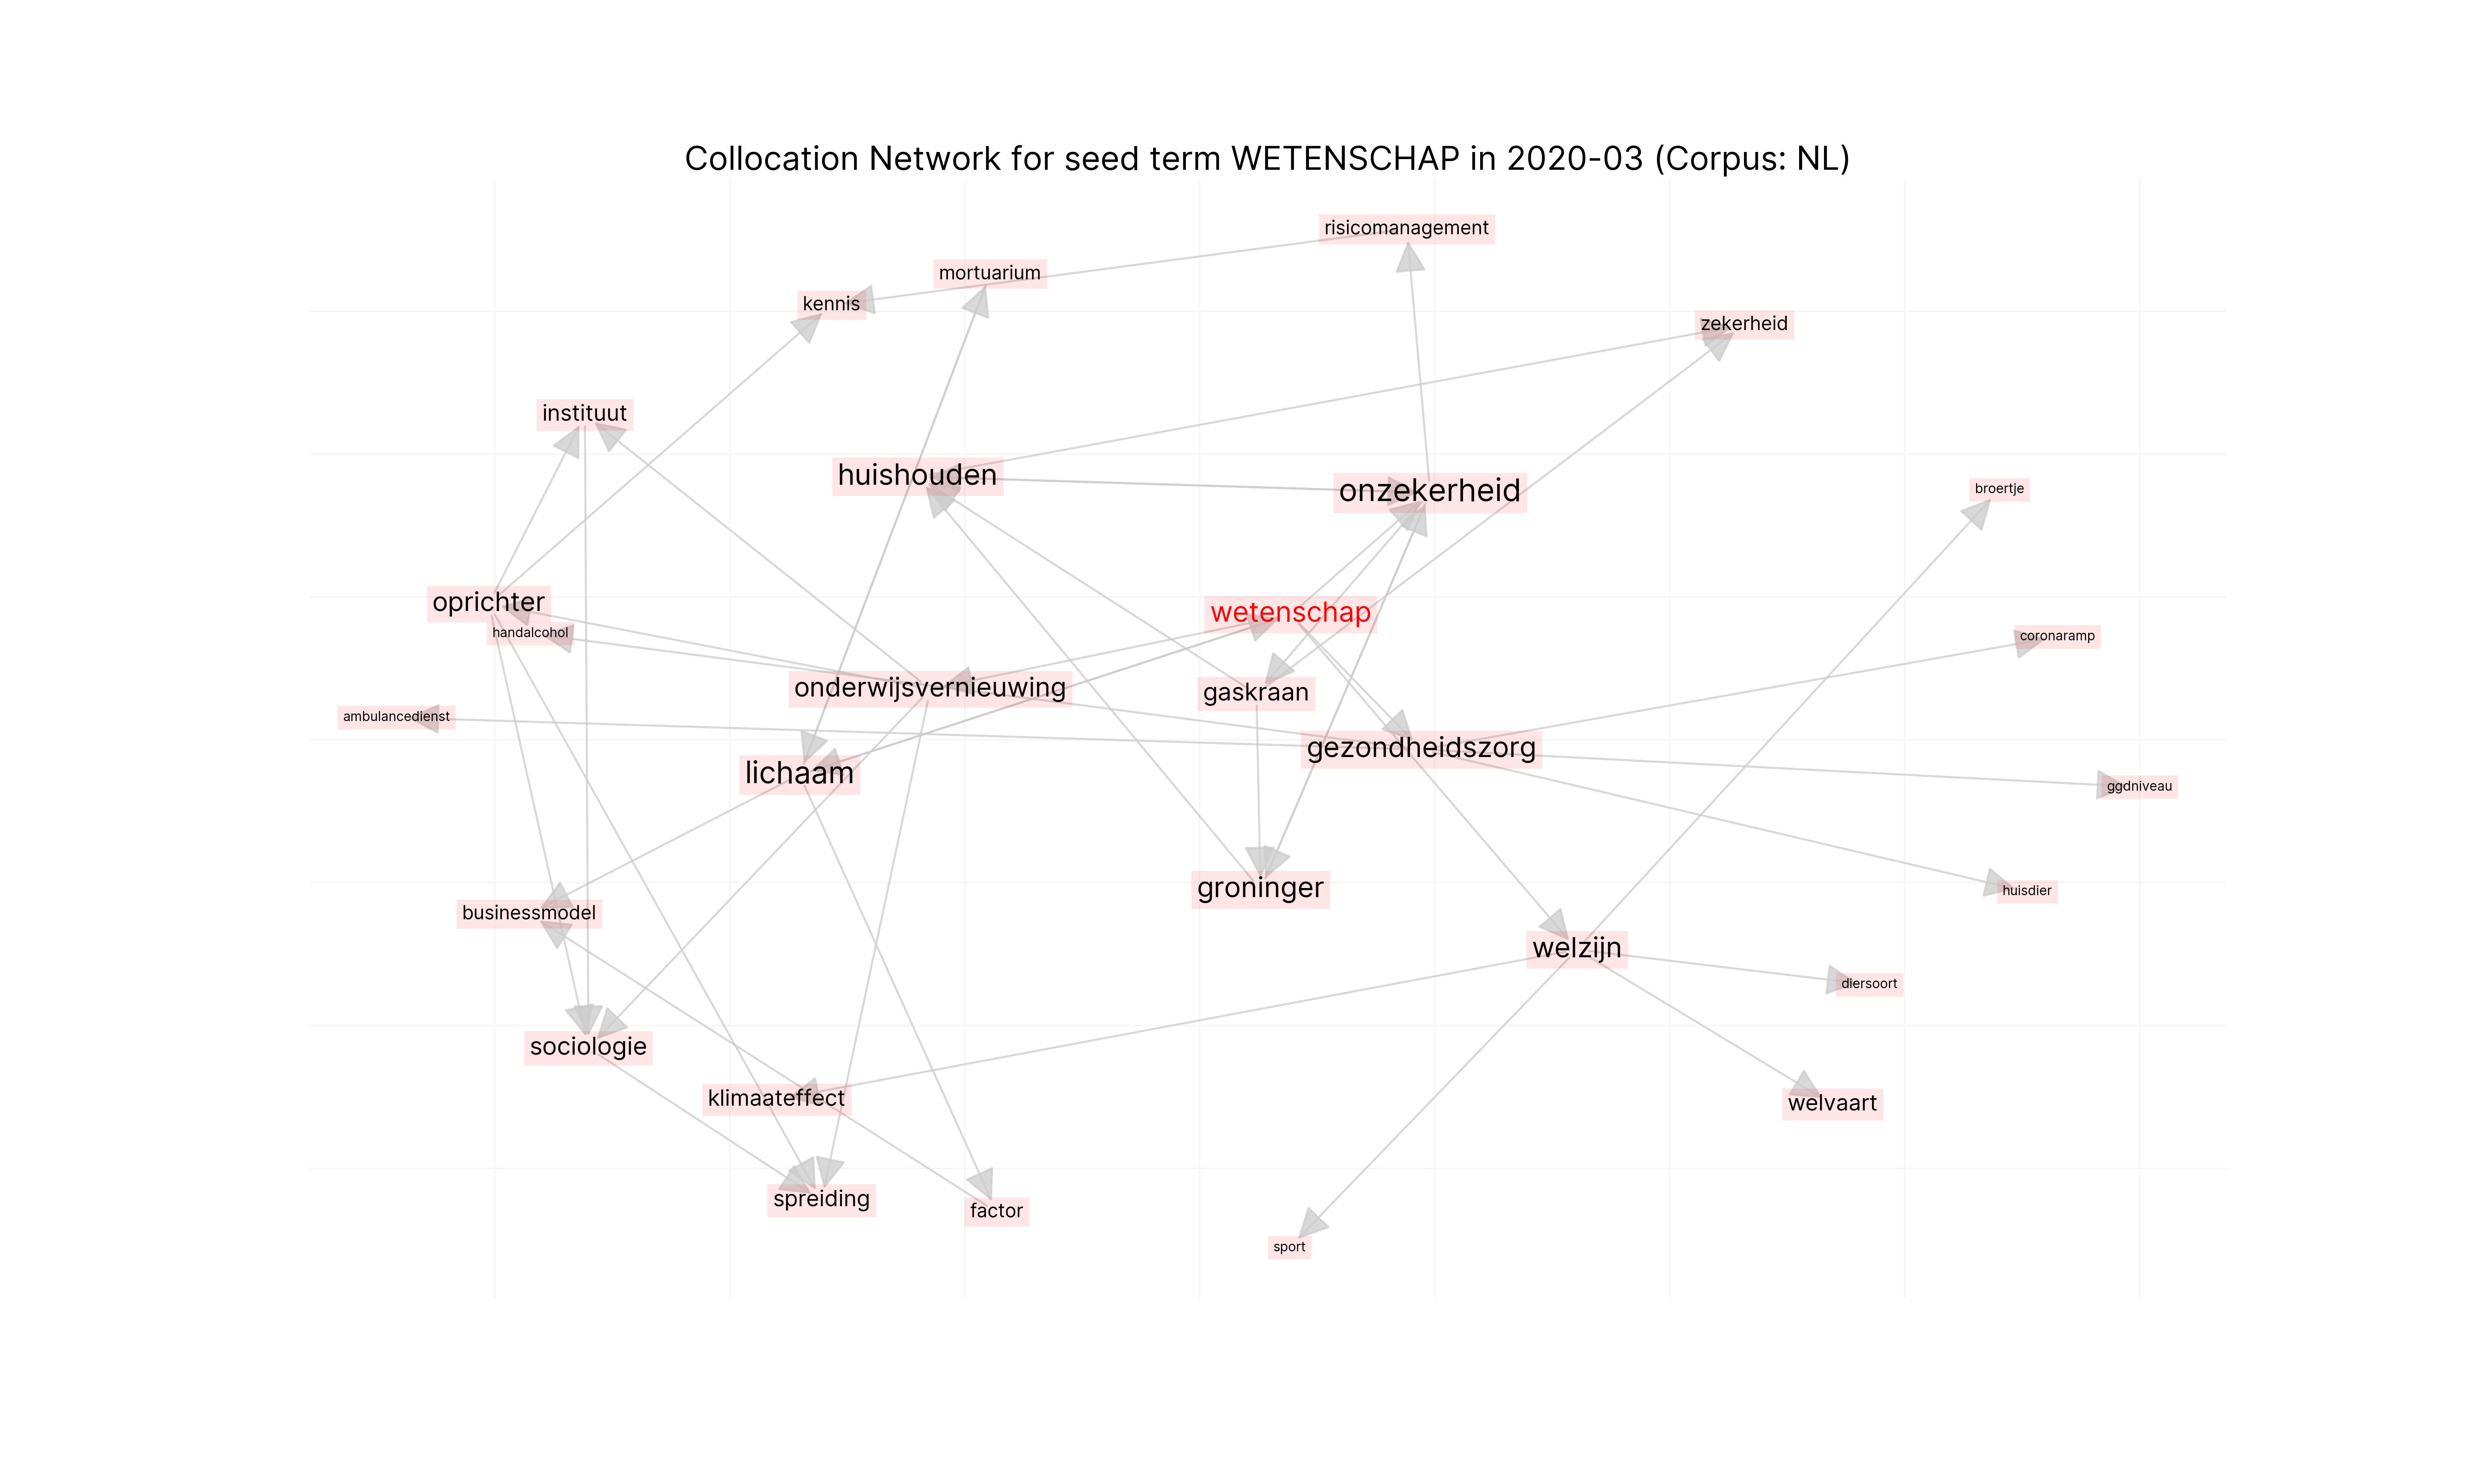 Collocation Network for seed term WETENSCHAP in 2020-03 (Corpus: NL)
risicomanagement
mortuarium
kennis
zekerheid
instituut
huishouden
onzekerheid
broertje
oprichter
wetenschap
handalcohol
coronaramp
onderwijsvernieuwing
gaskraan
ambulancedienst
gezondheidszorg
lichaam
ggdniveau
groninger
huisdier
businessmodel
welzijn
diersoort
sociologie
klimaateffect
welvaart
spreiding
factor
sport